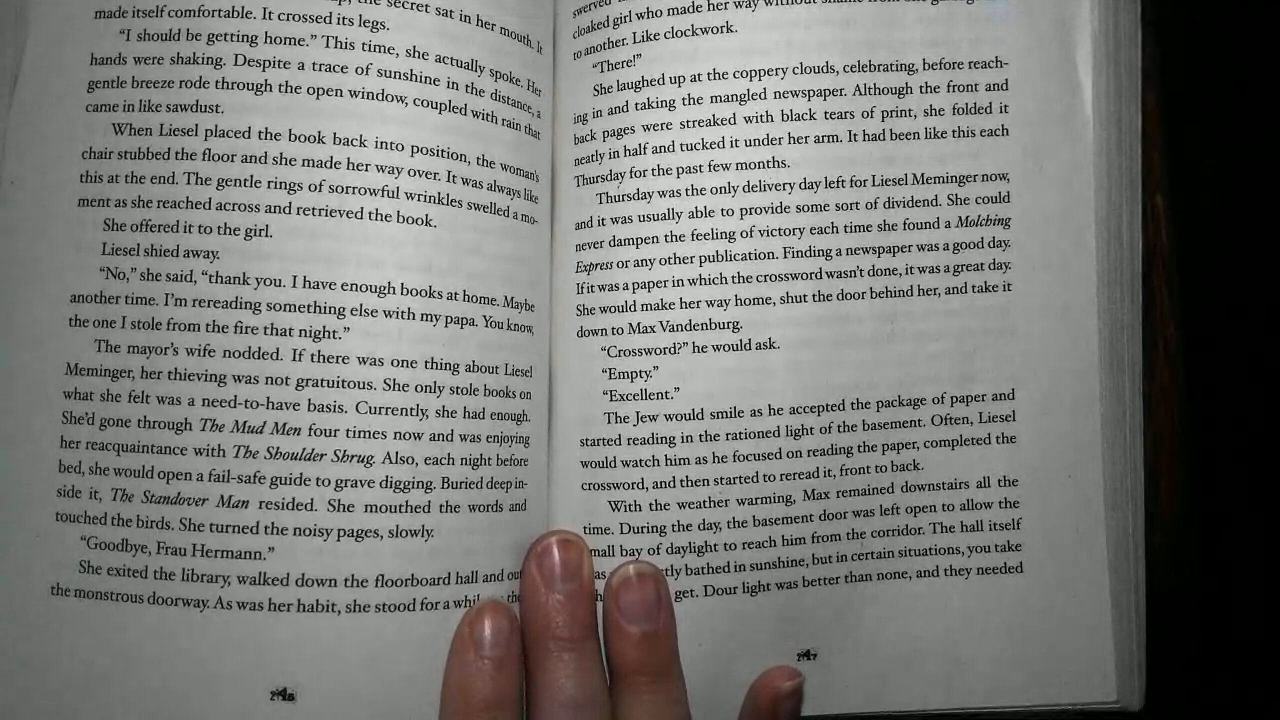 the secret sat in her mouth. It
made itself comfortable. It crossed its legs.
“I should be getting home.” This time, she actually spoke. Her
hands were shaking. Despite a trace of sunshine in the distance, a
gentle breeze rode through the open window, coupled with rain that
came in like sawdust.
When Liesel placed the book back into position, the woman’s
chair stubbed the floor and she made her way over. It was always like
this at the end. The gentle rings of sorrowful wrinkles swelled a mo-
ment as she reached across and retrieved the book.
She offered it to the girl.
Liesel shied away.
“No,” she said, “thank you. I have enough books at home. Maybe
another time. I’m rereading something else with my papa. You know,
the one I stole from the fire that night.”
The mayor’s wife nodded. If there was one thing about Liesel
Meminger, her thieving was not gratuitous. She only stole books on
what she felt was a need-to-have basis. Currently, she had enough.
She’d gone through The Mud Men four times now and was enjoying
her reacquaintance with The Shoulder Shrug. Also, each night before
bed, she would open a fail-safe guide to grave digging. Buried deep in-
side it, The Standover Man resided. She mouthed the words and
touched the birds. She turned the noisy pages, slowly.
“Goodbye, Frau Hermann.”
She exited the library, walked down the floorboard hall and out
the monstrous doorway. As was her habit, she stood for a the
swerved
cloaked girl who made her way without shame from one
to another. Like clockwork.
“There!”
She laughed up at the coppery clouds, celebrating, before reach-
ing in and taking the mangled newspaper. Although the front and
back pages were streaked with black tears of print, she folded it
neatly in half and tucked it under her arm. It had been like this each
Thursday for the past few months.
Thursday was the only delivery day left for Liesel Meminger now,
and it was usually able to provide some sort of dividend. She could
never dampen the feeling of victory each time she found a Molching
Express or any other publication. Finding a newspaper was a good day.
If it was a paper in which the crossword wasn’t done, it was a great day.
She would make her way home, shut the door behind her, and take it
down to Max Vandenburg.
“Crossword?” he would ask.
“Empty.”
“Excellent.”
The Jew would smile as he accepted the package of paper and
started reading in the rationed light of the basement. Often, Liesel
would watch him as he focused on reading the paper, completed the
crossword, and then started to reread it, front to back.
With the weather warming, Max remained downstairs all the
time. During the day, the basement door was left open to allow the
small bay of daylight to reach him from the corridor. The hall itself
bathed in sunshine, but in certain situations, you take
get. Dour light was better than none, and they needed
247